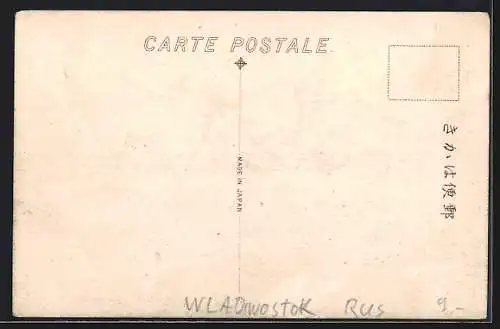 CARTE POSTALE
MADE IN JAPAN
きかは便郵
WLADIWOSTOK RUS 9,-